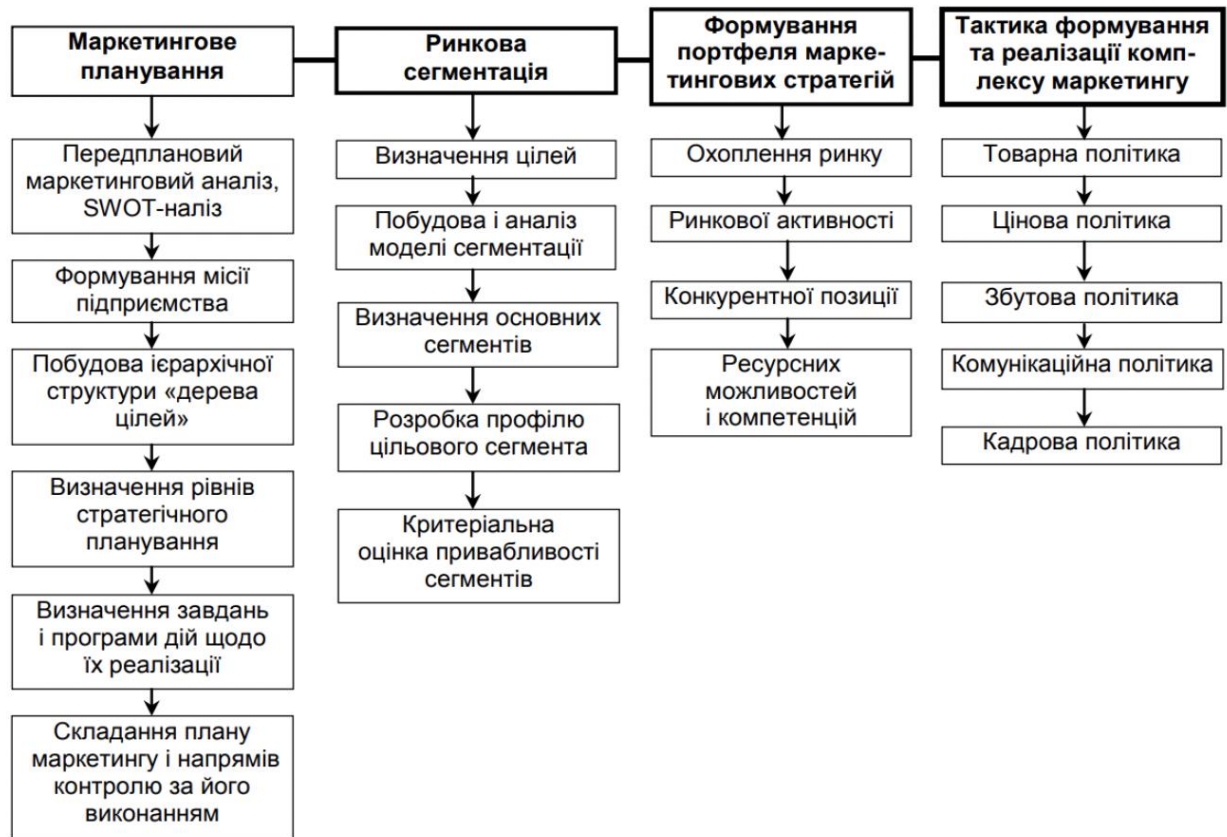 Маркетингове
планування
Передплановий
маркетинговий аналіз,
SWOT-наліз
Формування місії
підприємства
Побудова ієрархічної
структури «дерева
цілей»
Визначення рівнів
стратегічного
планування
Визначення завдань
і програми дій щодо
їх реалізації
Складання плану
маркетингу і напрямів
контролю за його
виконанням
Ринкова
сегментація
Визначення цілей
Побудова і аналіз
моделі сегментації
Визначення основних
сегментів
Розробка профілю
цільового сегмента
Критеріальна
оцінка привабливості
сегментів
Формування
портфеля марке-
тингових стратегій
Охоплення ринку
Ринкової активності
Конкурентної позиції
Ресурсних
можливостей
і компетенцій
Тактика формування
та реалізації комп-
лексу маркетингу
Товарна політика
Цінова політика
Збутова політика
Комунікаційна політика
Кадрова політика